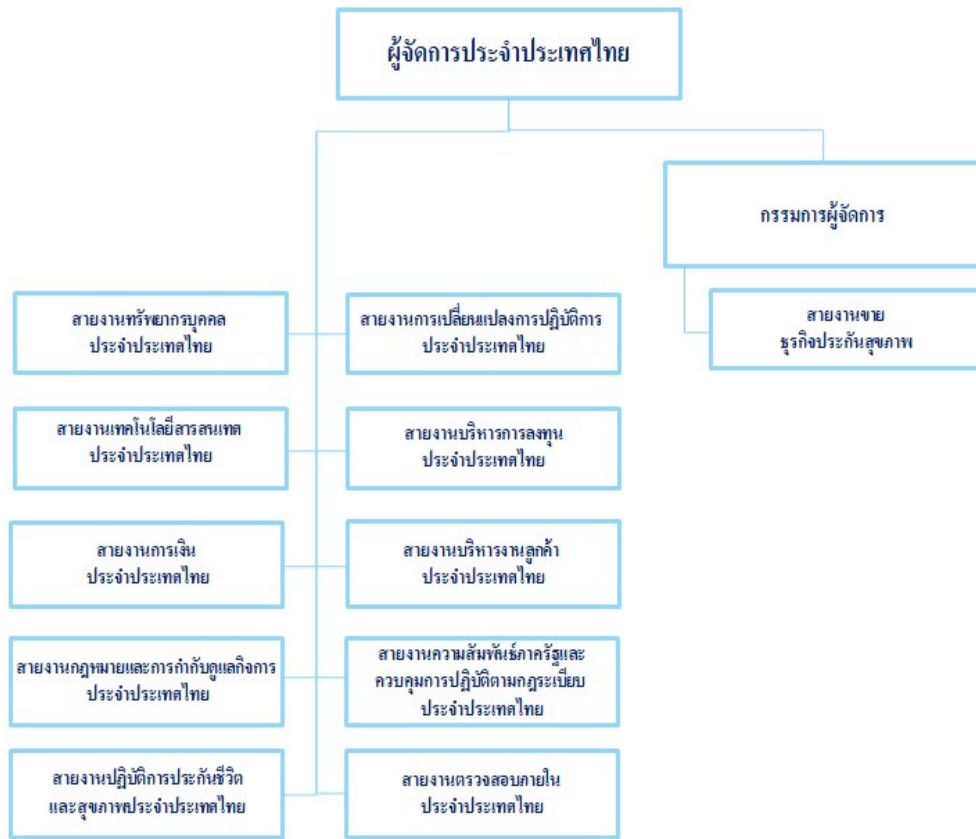 ผู้จัดการประจำประเทศไทย
กรรมการผู้จัดการ
สายงานขาย
ธุรกิจประกันสุขภาพ
สายงานทรัพยากรบุคคล
ประจำประเทศไทย
สายงานการเปลี่ยนแปลงการปฏิบัติการ
ประจำประเทศไทย
สายงานเทคโนโลยีสารสนเทศ
ประจำประเทศไทย
สายงานบริหารการลงทุน
ประจำประเทศไทย
สายงานการเงิน
ประจำประเทศไทย
สายงานบริหารงานลูกค้า
ประจำประเทศไทย
สายงานกฎหมายและการกำกับดูแลกิจการ
ประจำประเทศไทย
สายงานความสัมพันธ์ภาครัฐและ
ควบคุมการปฏิบัติตามกฎระเบียบ
ประจำประเทศไทย
สายงานปฏิบัติการประกันชีวิต
และสุขภาพประจำประเทศไทย
สายงานตรวจสอบภายใน
ประจำประเทศไทย